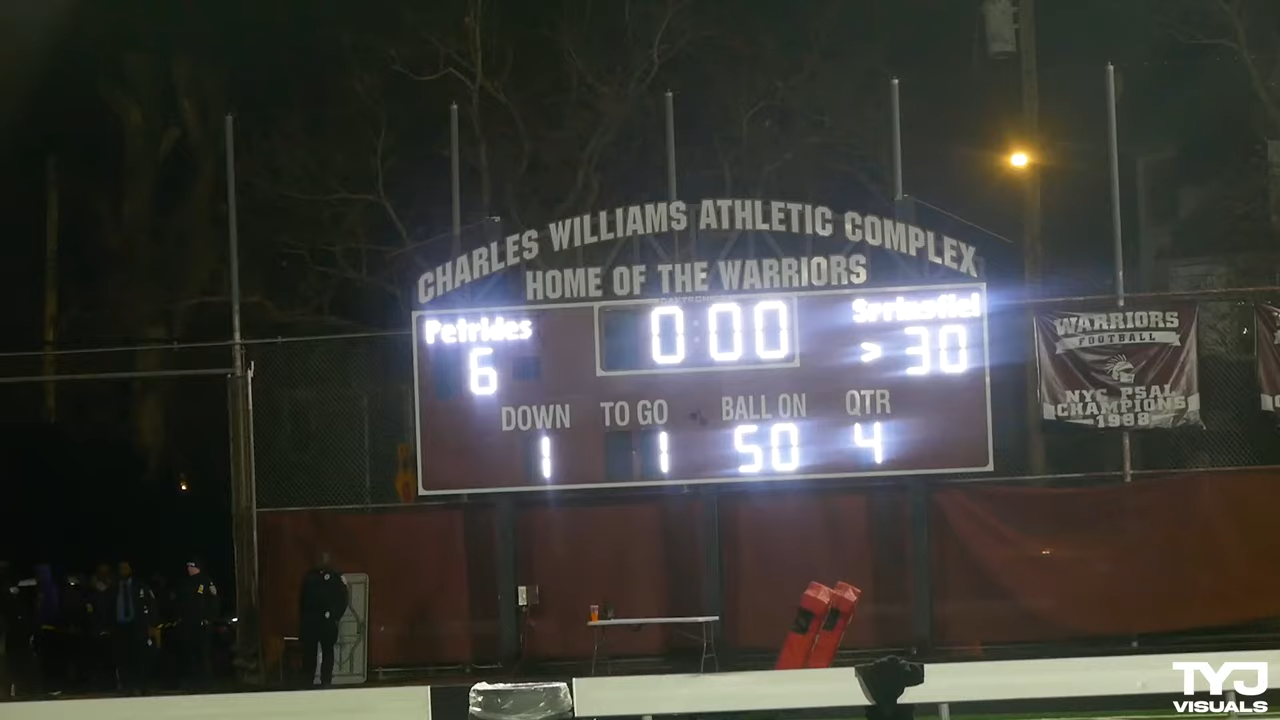 CHARLES WILLIAMS ATHLETIC COMPLEX
HOME OF THE WARRIORS
Petrides
0:00
Springfiel
6
> 30
DOWN TO GO BALL ON QTR
1 1 50 4
WARRIORS
FOOTBALL
NYC PSAL
CHAMPIONS
1988
TYJ
VISUALS